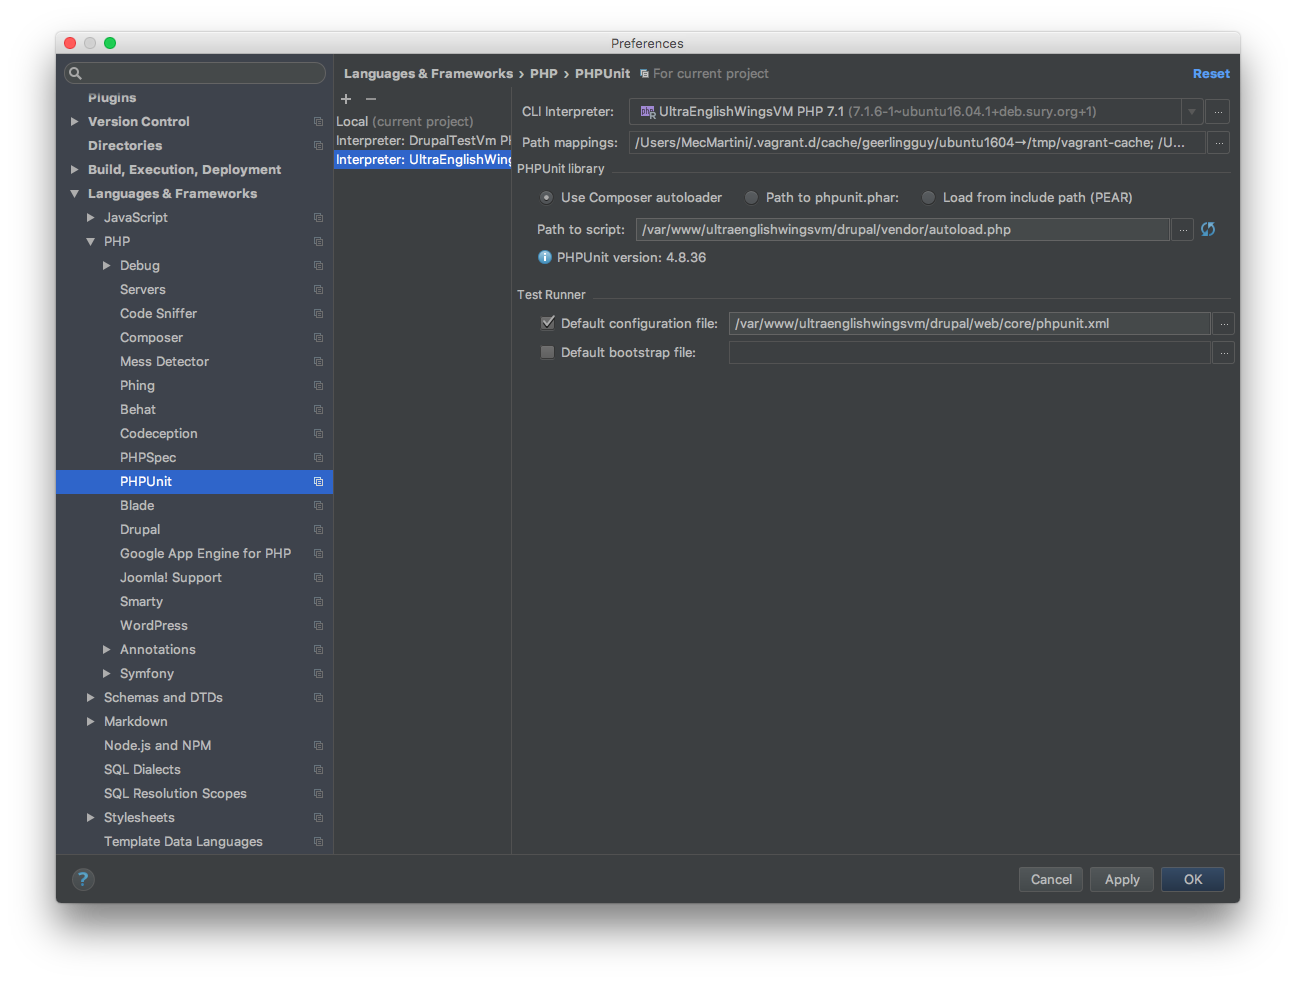 Preferences
Plugins
Version Control
Directories
Build, Execution, Deployment
Languages & Frameworks
JavaScript
PHP
Debug
Servers
Code Sniffer
Composer
Mess Detector
Phing
Behat
Codeception
PHPSpec
PHPUnit
Blade
Drupal
Google App Engine for PHP
Joomla! Support
Smarty
WordPress
Annotations
Symfony
Schemas and DTDs
Markdown
Node.js and NPM
SQL Dialects
SQL Resolution Scopes
Stylesheets
Template Data Languages
Languages & Frameworks › PHP › PHPUnit For current project Reset
Local (current project)
Interpreter: DrupalTestVm PH
Interpreter: UltraEnglishWing
CLI Interpreter: UltraEnglishWingsVM PHP 7.1 (7.1.6-1~ubuntu16.04.1+deb.sury.org+1) ...
Path mappings: /Users/MecMartini/.vagrant.d/cache/geerlingguy/ubuntu1604→/tmp/vagrant-cache; /U... ...
PHPUnit library
Use Composer autoloader Path to phpunit.phar: Load from include path (PEAR)
Path to script: /var/www/ultraenglishwingsvm/drupal/vendor/autoload.php ...
PHPUnit version: 4.8.36
Test Runner
Default configuration file: /var/www/ultraenglishwingsvm/drupal/web/core/phpunit.xml ...
Default bootstrap file: ...
? Cancel Apply OK